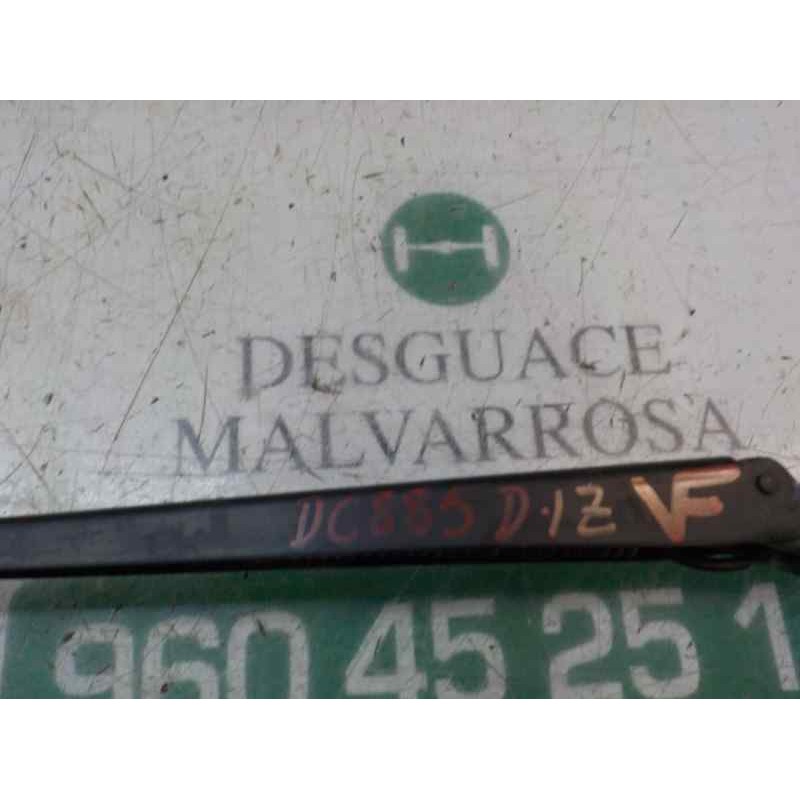 DESGUACE
MALVARROSA
DC885 D.IZ VF
960 45 25 1